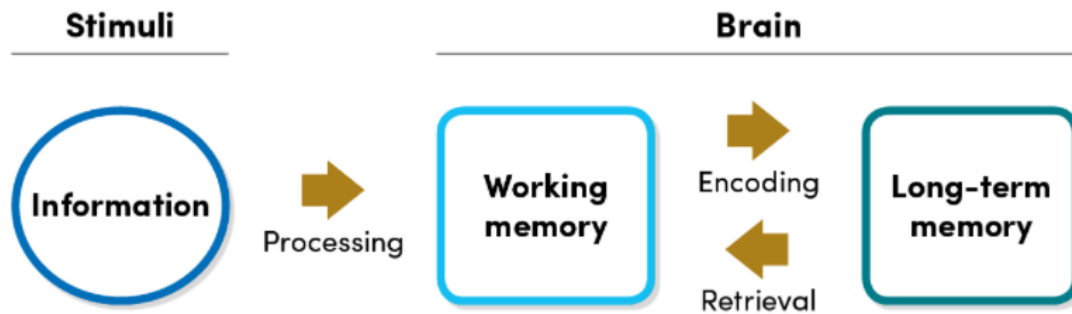 Stimuli
Brain
Information
Processing
Working
memory
Encoding
Retrieval
Long-term
memory